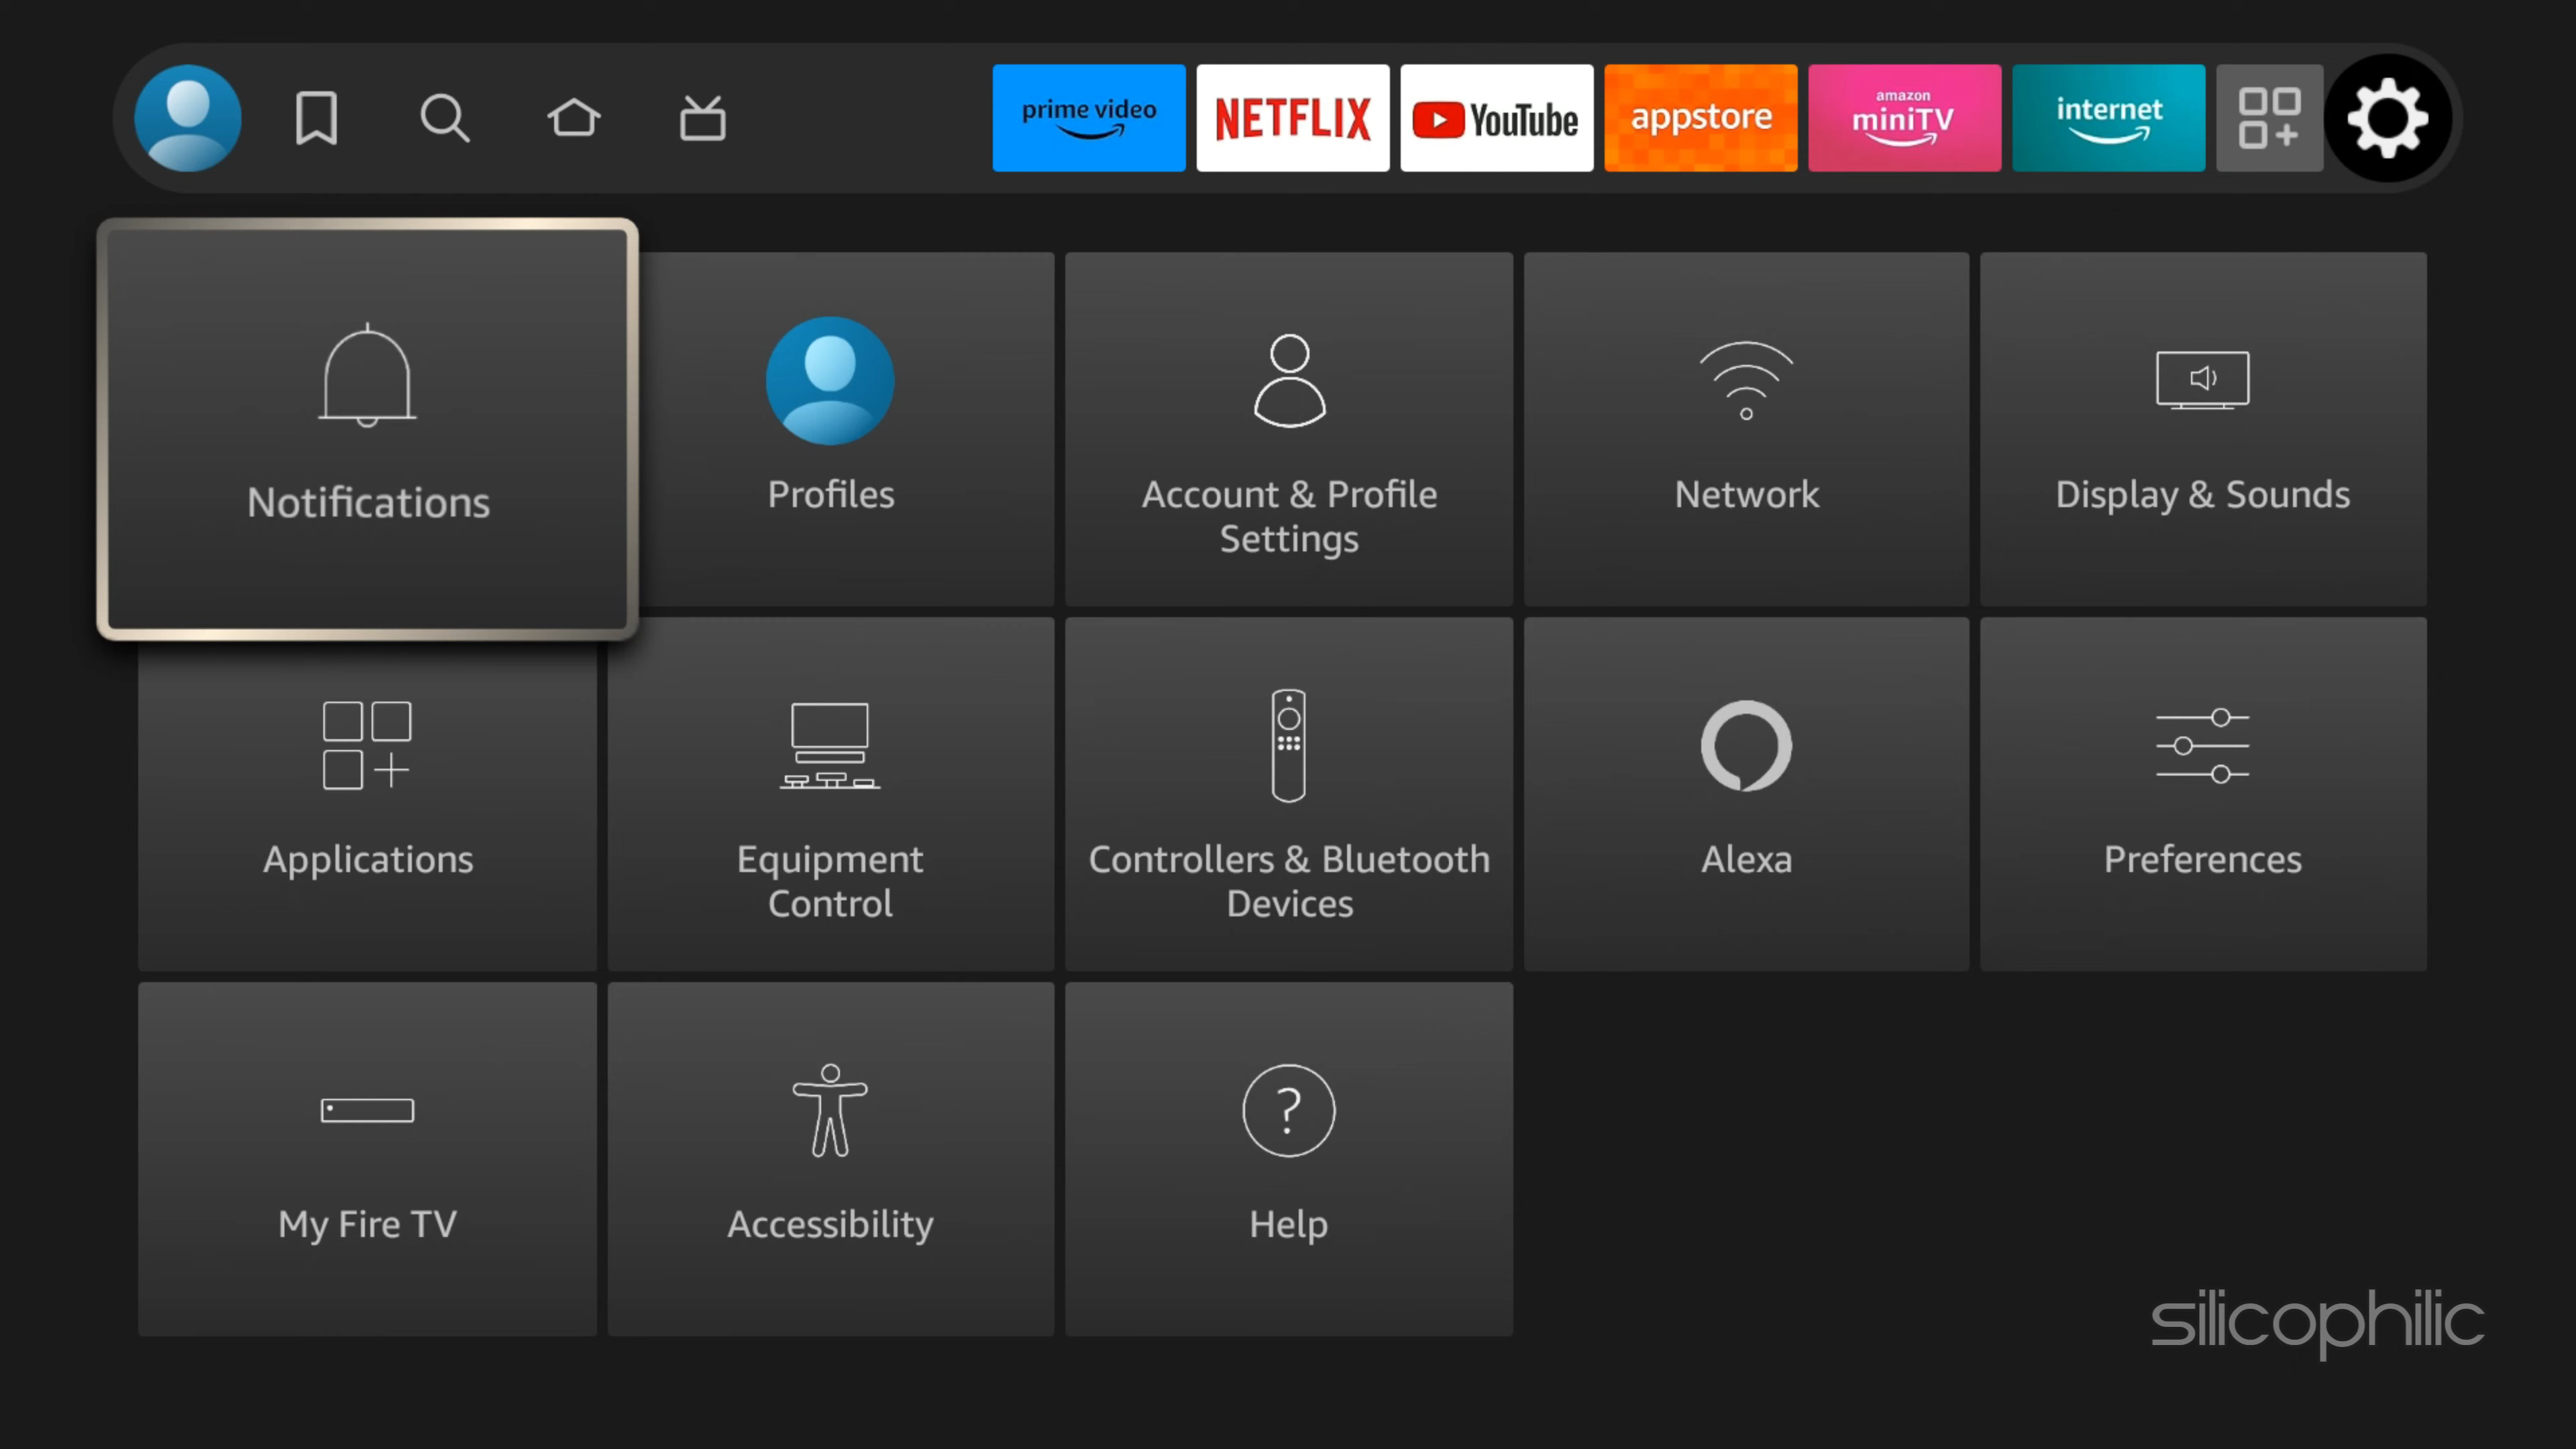 prime video
NETFLIX
YouTube
appstore
amazon
miniTV
internet
Notifications
Profiles
Account & Profile
Settings
Network
Display & Sounds
Applications
Equipment
Control
Controllers & Bluetooth
Devices
Alexa
Preferences
My Fire TV
Accessibility
?
Help
silicophilic